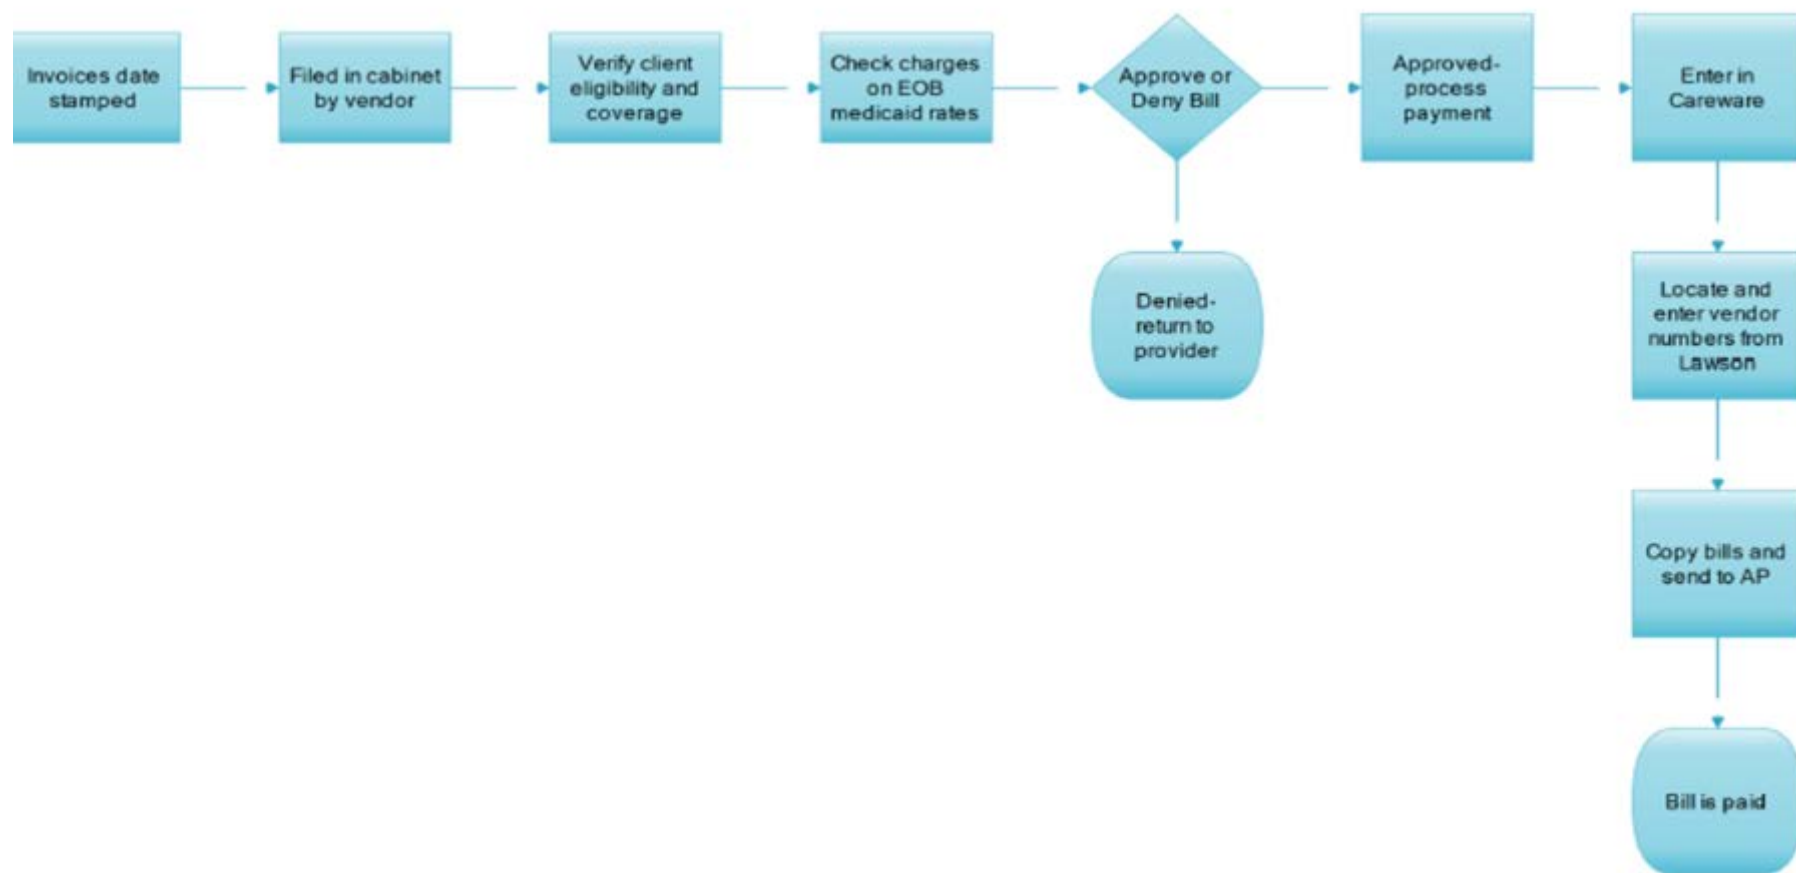 Invoices date
stamped
Filed in cabinet
by vendor
Verify client
eligibility and
coverage
Check charges
on EOB
medicaid rates
Approve or
Deny Bill
Approved-
process
payment
Enter in
Careware
Denied-
return to
provider
Locate and
enter vendor
numbers from
Lawson
Copy bills and
send to AP
Bill is paid